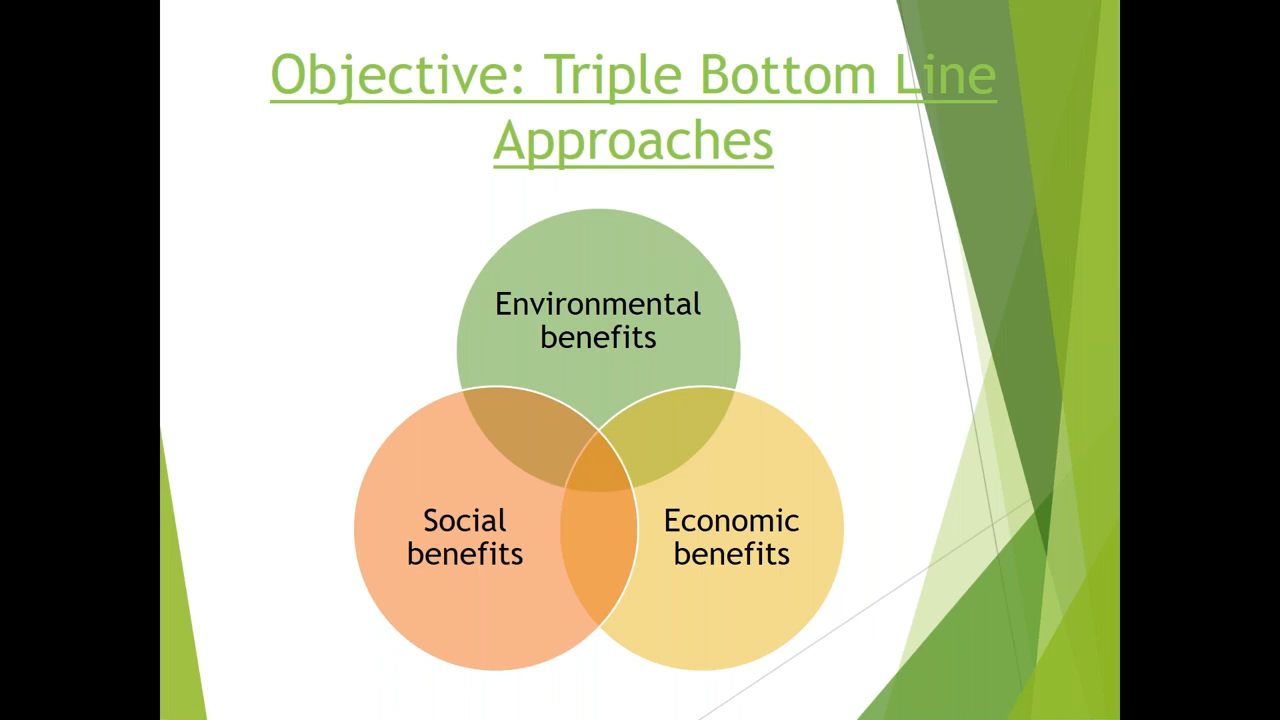 Objective: Triple Bottom Line
Approaches
Environmental
benefits
Social
benefits
Economic
benefits